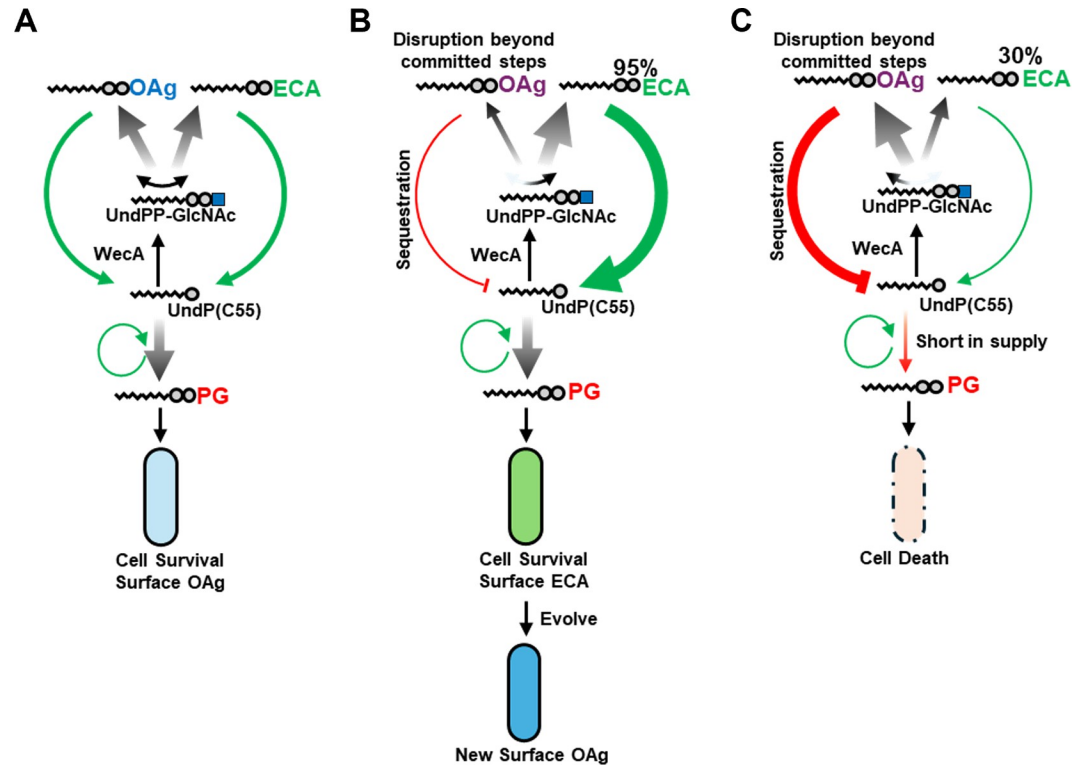 A
OAg
ECA
UndPP-GlcNAc
WecA
UndP(C55)
PG
Cell Survival
Surface OAg
B
Disruption beyond
committed steps
95%
OAg
ECA
Sequestration
UndPP-GlcNAc
WecA
UndP(C55)
PG
Cell Survival
Surface ECA
Evolve
New Surface OAg
C
Disruption beyond
committed steps
30%
OAg
ECA
Sequestration
UndPP-GlcNAc
WecA
UndP(C55)
Short in supply
PG
Cell Death